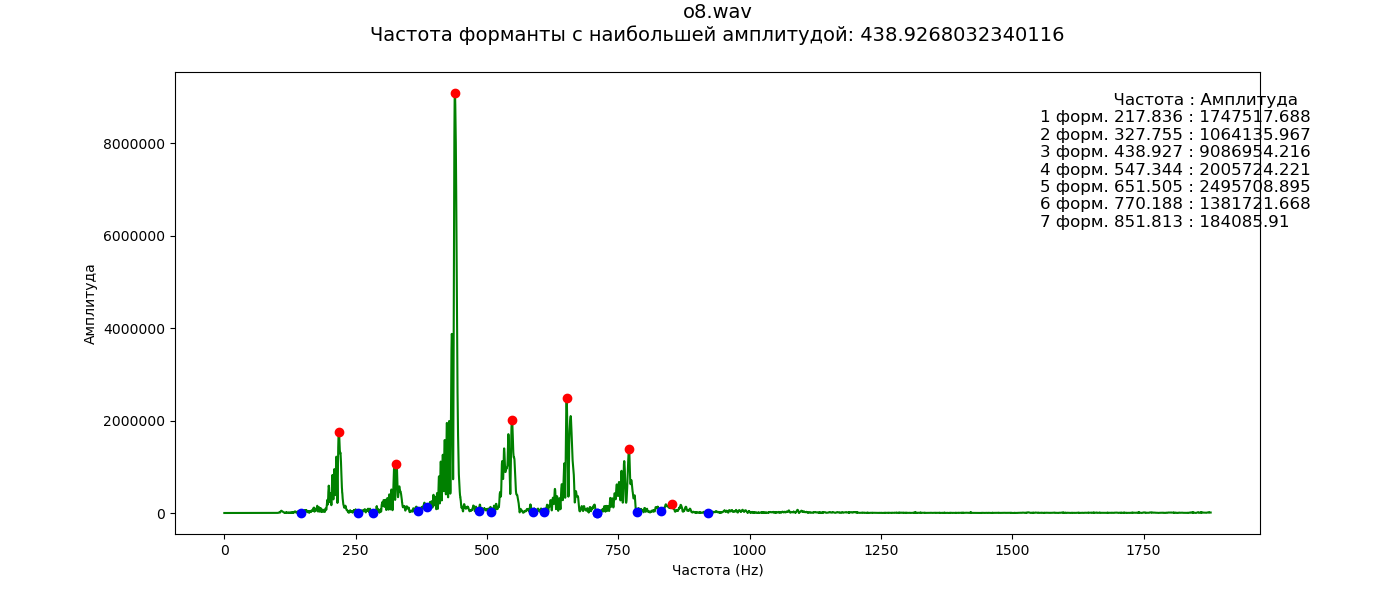 o8.wav
Частота форманты с наибольшей амплитудой: 438.9268032340116
Частота : Амплитуда
1 форм. 217.836 : 1747517.688
2 форм. 327.755 : 1064135.967
3 форм. 438.927 : 9086954.216
4 форм. 547.344 : 2005724.221
5 форм. 651.505 : 2495708.895
6 форм. 770.188 : 1381721.668
7 форм. 851.813 : 184085.91
Амплитуда
8000000
6000000
4000000
2000000
0
0 250 500 750 1000 1250 1500 1750
Частота (Hz)